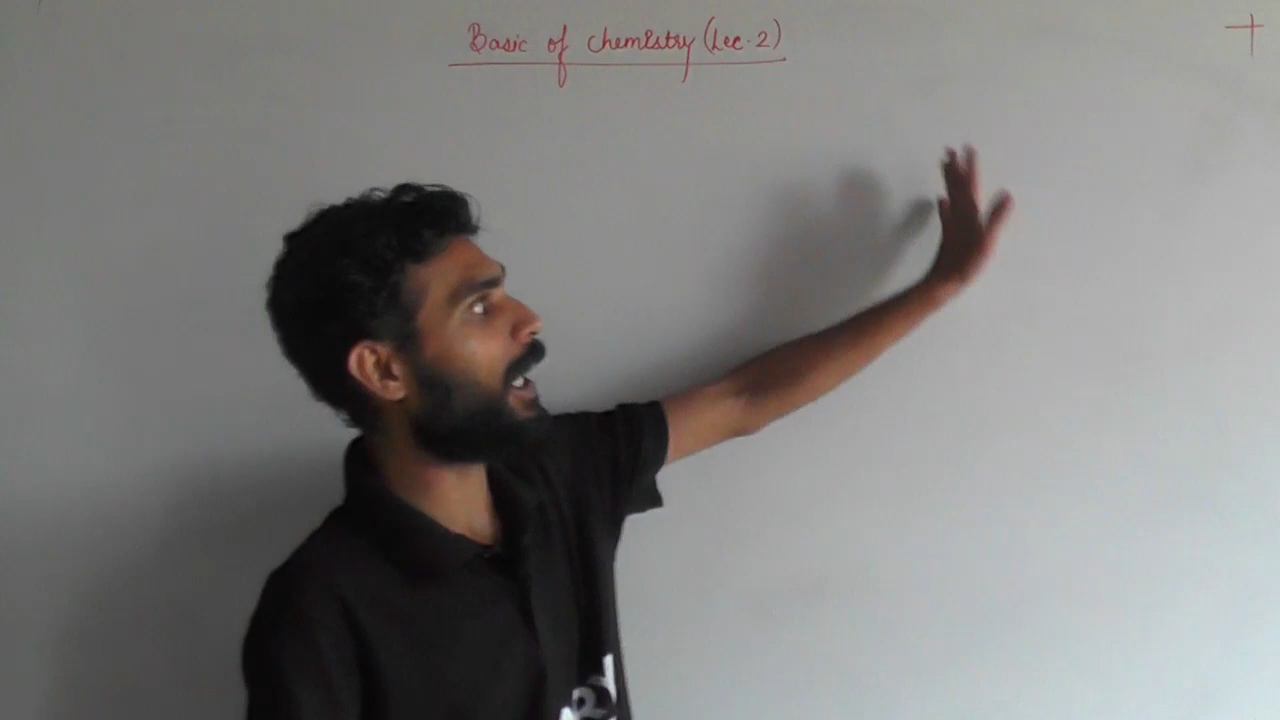 Basic of chemistry (Lec-2)
+